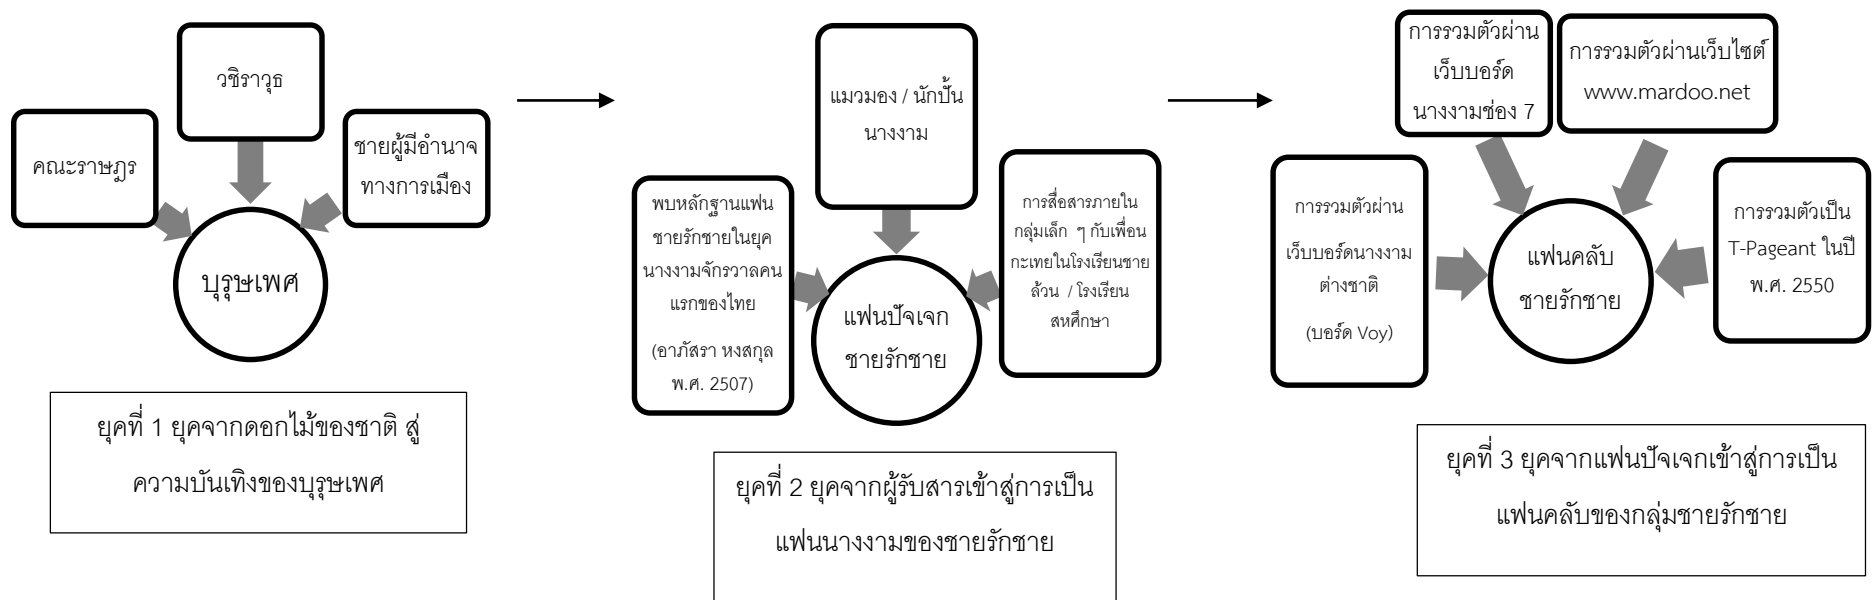 วชิราวุธ
คณะราษฎร
ชายผู้มีอำนาจ
ทางการเมือง
บุรุษเพศ
ยุคที่ 1 ยุคจากดอกไม้ของชาติ สู่
ความบันเทิงของบุรุษเพศ
แมวมอง / นักปั้น
นางงาม
พบหลักฐานแฟน
ชายรักชายในยุค
นางงามจักรวาลคน
แรกของไทย
(อาภัสรา หงสกุล
พ.ศ. 2507)
การสื่อสารภายใน
กลุ่มเล็ก ๆ กับเพื่อน
กะเทยในโรงเรียนชาย
ล้วน / โรงเรียน
สหศึกษา
แฟนปัจเจก
ชายรักชาย
ยุคที่ 2 ยุคจากผู้รับสารเข้าสู่การเป็น
แฟนนางงามของชายรักชาย
การรวมตัวผ่าน
เว็บบอร์ด
นางงามช่อง 7
การรวมตัวผ่านเว็บไซต์
www.mardoo.net
การรวมตัวผ่าน
เว็บบอร์ดนางงาม
ต่างชาติ
(บอร์ด Voy)
การรวมตัวเป็น
T-Pageant ในปี
พ.ศ. 2550
แฟนคลับ
ชายรักชาย
ยุคที่ 3 ยุคจากแฟนปัจเจกเข้าสู่การเป็น
แฟนคลับของกลุ่มชายรักชาย